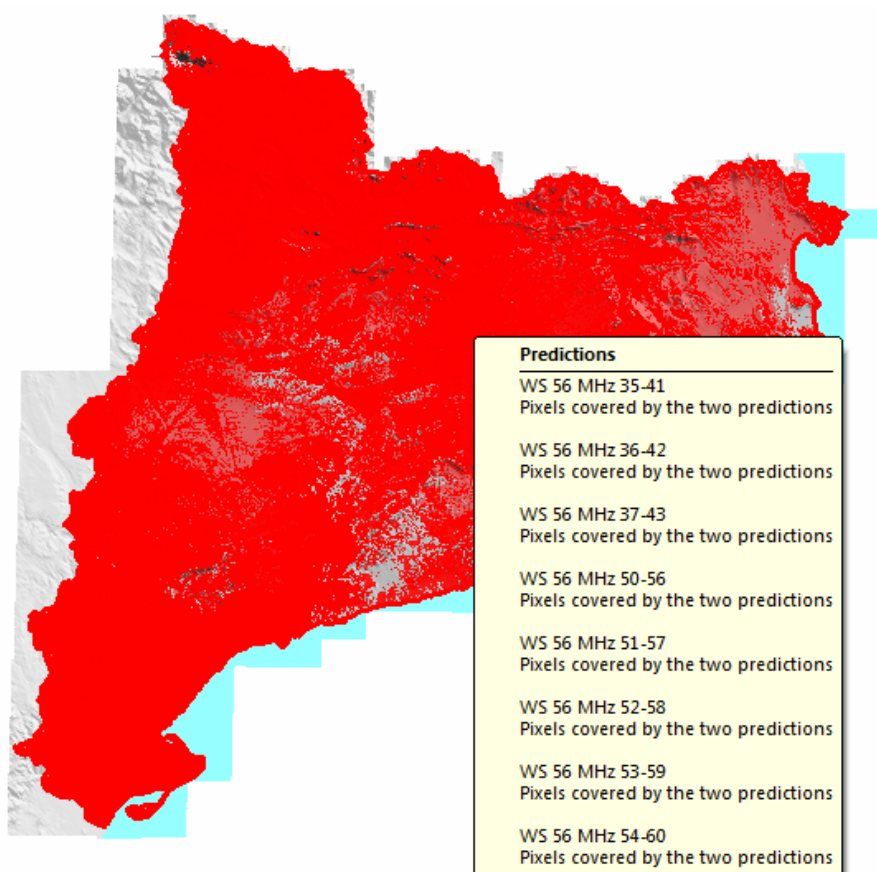 Predictions
WS 56 MHz 35-41
Pixels covered by the two predictions
WS 56 MHz 36-42
Pixels covered by the two predictions
WS 56 MHz 37-43
Pixels covered by the two predictions
WS 56 MHz 50-56
Pixels covered by the two predictions
WS 56 MHz 51-57
Pixels covered by the two predictions
WS 56 MHz 52-58
Pixels covered by the two predictions
WS 56 MHz 53-59
Pixels covered by the two predictions
WS 56 MHz 54-60
Pixels covered by the two predictions